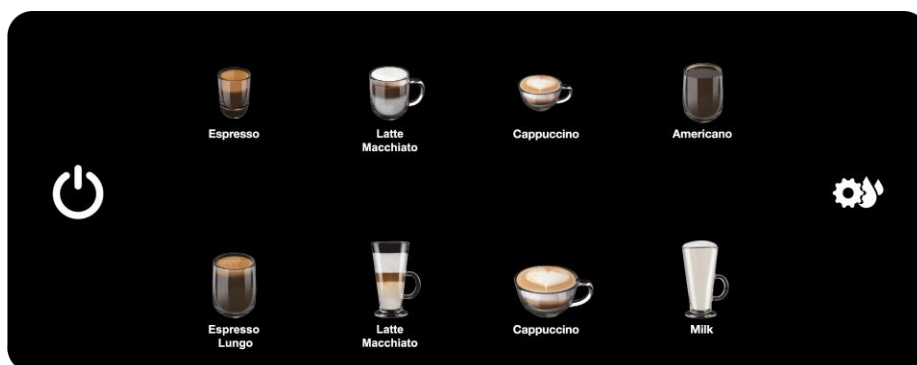 Espresso
Latte
Macchiato
Cappuccino
Americano
Espresso
Lungo
Latte
Macchiato
Cappuccino
Milk